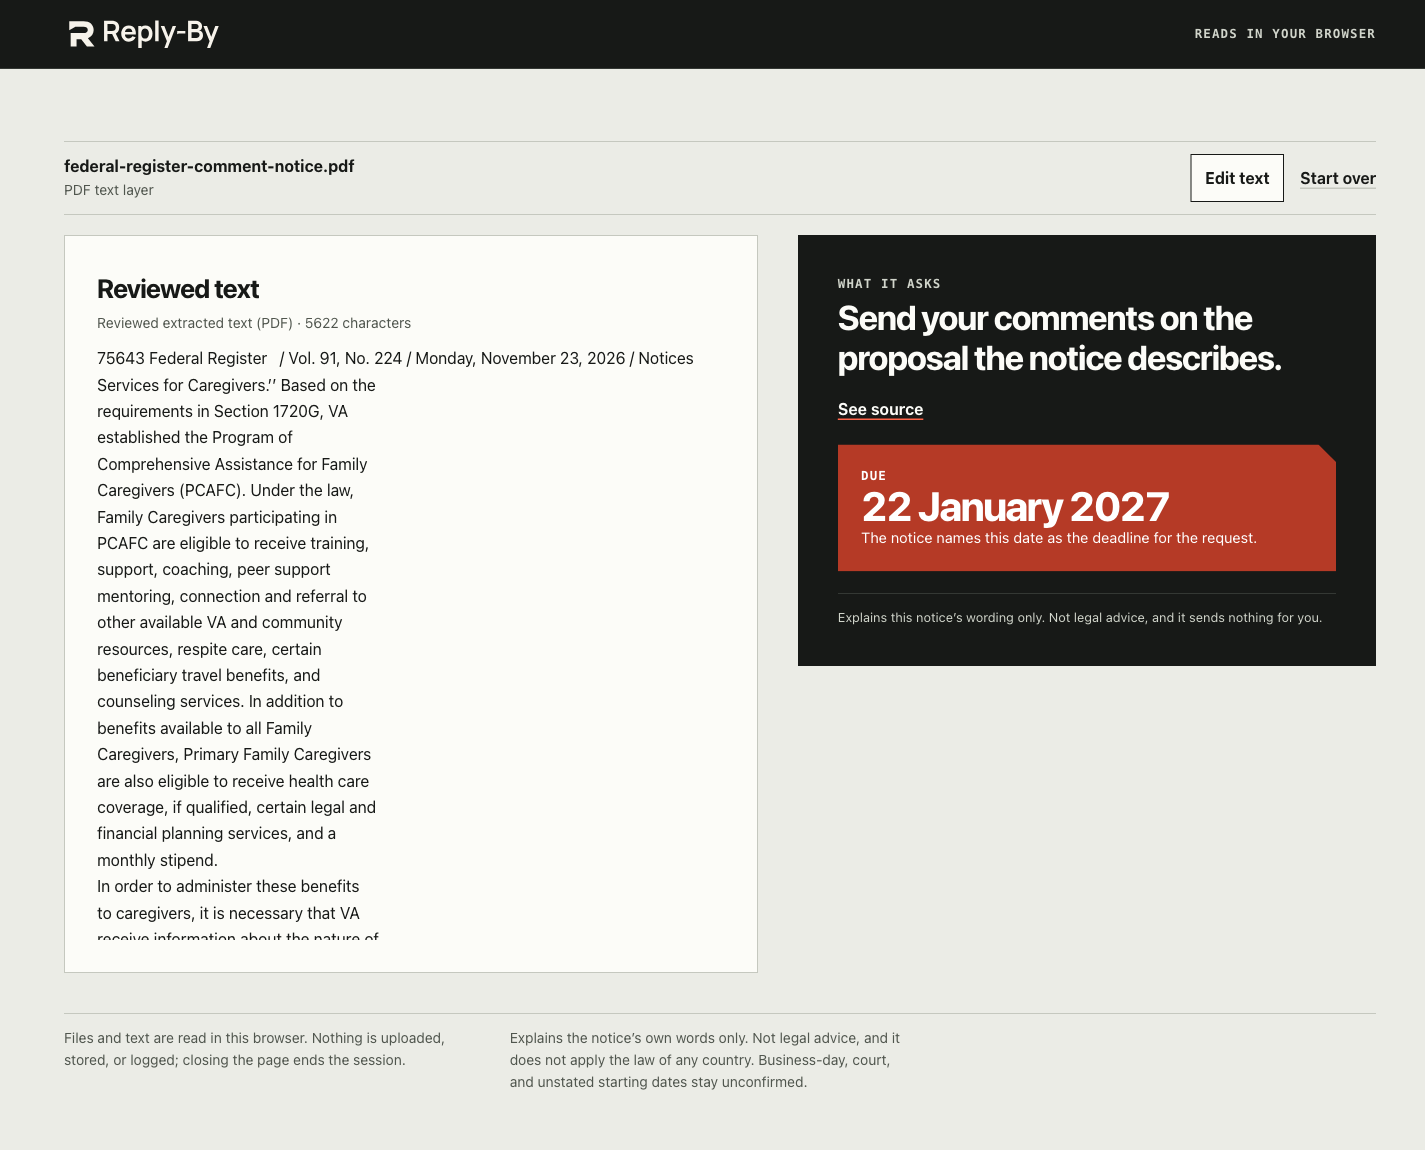 Reply-By
READS IN YOUR BROWSER
federal-register-comment-notice.pdf
PDF text layer
Edit text
Start over
Reviewed text
Reviewed extracted text (PDF) · 5622 characters
75643 Federal Register / Vol. 91, No. 224 / Monday, November 23, 2026 / Notices
Services for Caregivers.’’ Based on the
requirements in Section 1720G, VA
established the Program of
Comprehensive Assistance for Family
Caregivers (PCAFC). Under the law,
Family Caregivers participating in
PCAFC are eligible to receive training,
support, coaching, peer support
mentoring, connection and referral to
other available VA and community
resources, respite care, certain
beneficiary travel benefits, and
counseling services. In addition to
benefits available to all Family
Caregivers, Primary Family Caregivers
are also eligible to receive health care
coverage, if qualified, certain legal and
financial planning services, and a
monthly stipend.
In order to administer these benefits
to caregivers, it is necessary that VA
receive information about the nature of
WHAT IT ASKS
Send your comments on the
proposal the notice describes.
See source
DUE
22 January 2027
The notice names this date as the deadline for the request.
Explains this notice’s wording only. Not legal advice, and it sends nothing for you.
Files and text are read in this browser. Nothing is uploaded,
stored, or logged; closing the page ends the session.
Explains the notice’s own words only. Not legal advice, and it
does not apply the law of any country. Business-day, court,
and unstated starting dates stay unconfirmed.